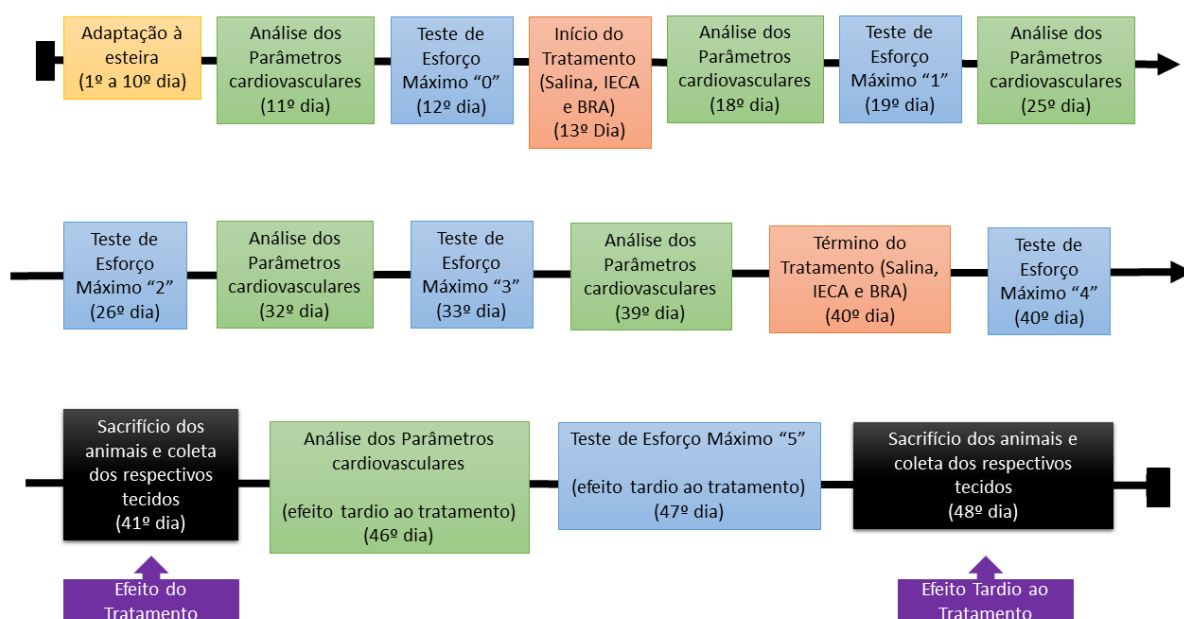 Adaptação à
esteira
(1º a 10º dia)
Análise dos
Parâmetros
cardiovasculares
(11º dia)
Teste de
Esforço
Máximo “0”
(12º dia)
Início do
Tratamento
(Salina, IECA
e BRA)
(13º Dia)
Análise dos
Parâmetros
cardiovasculares
(18º dia)
Teste de
Esforço
Máximo “1”
(19º dia)
Análise dos
Parâmetros
cardiovasculares
(25º dia)
Teste de
Esforço
Máximo “2”
(26º dia)
Análise dos
Parâmetros
cardiovasculares
(32º dia)
Teste de
Esforço
Máximo “3”
(33º dia)
Análise dos
Parâmetros
cardiovasculares
(39º dia)
Término do
Tratamento (Salina,
IECA e BRA)
(40º dia)
Teste de
Esforço
Máximo “4”
(40º dia)
Sacrifício dos
animais e coleta
dos respectivos
tecidos
(41º dia)
Análise dos Parâmetros
cardiovasculares
(efeito tardio ao tratamento)
(46º dia)
Teste de Esforço Máximo “5”
(efeito tardio ao tratamento)
(47º dia)
Sacrifício dos animais e
coleta dos respectivos
tecidos
(48º dia)
Efeito do
Tratamento
Efeito Tardio ao
Tratamento